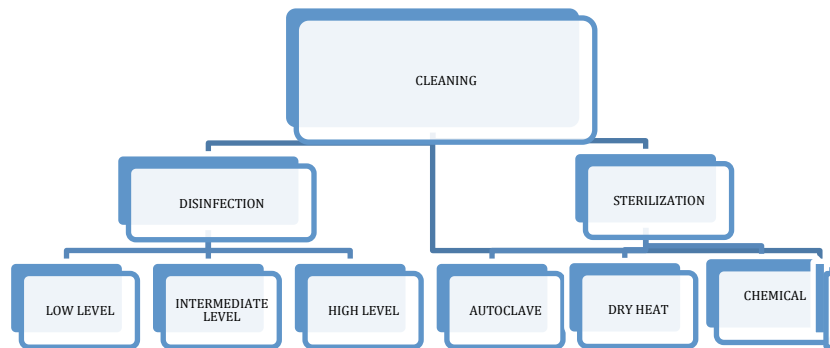 CLEANING
DISINFECTION
STERILIZATION
LOW LEVEL
INTERMEDIATE
LEVEL
HIGH LEVEL
AUTOCLAVE
DRY HEAT
CHEMICAL